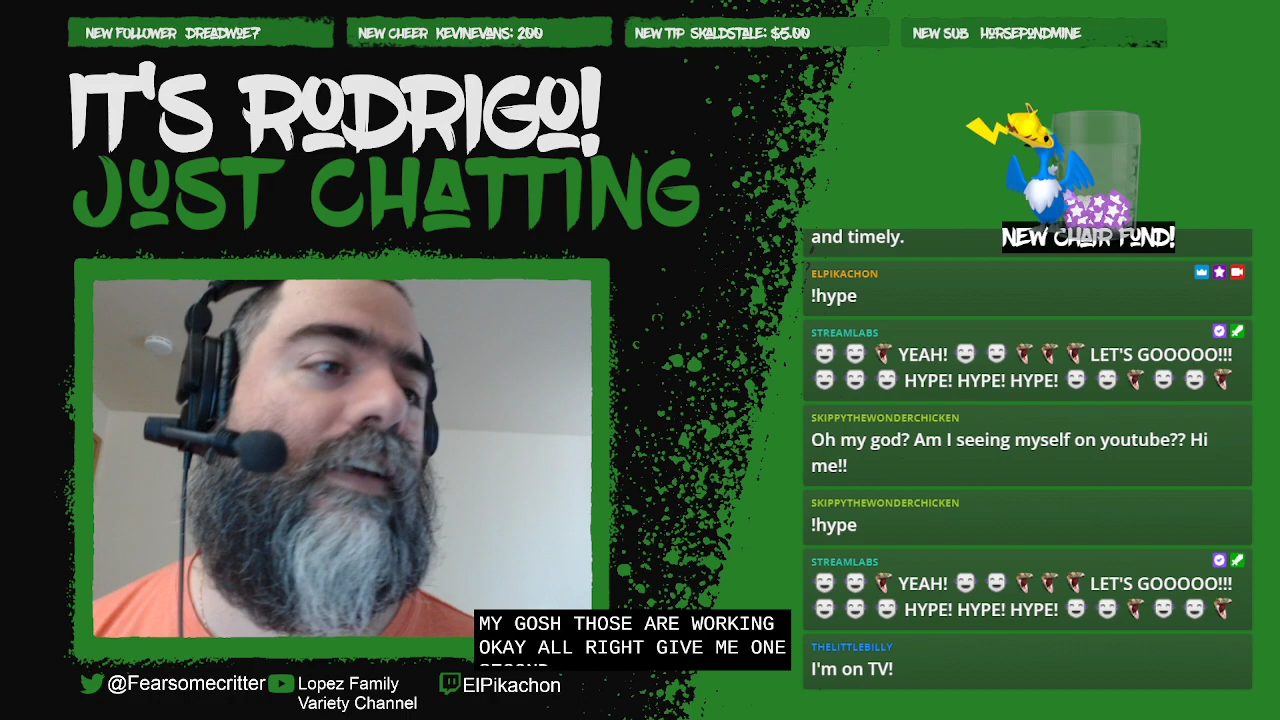 NEW FOLLOWER DREADWOE7
NEW CHEER KEVINEVANS: 200
NEW TIP SKALDSTALE: $5.00
NEW SUB HORSEPONDMINE
IT'S RODRIGO!
JUST CHATTING
NEW CHAIR FUND!
and timely.
ELPIKACHON
!hype
STREAMLABS
YEAH! LET'S GOOOOO!!!
HYPE! HYPE! HYPE!
SKIPPYTHEWONDERCHICKEN
Oh my god? Am I seeing myself on youtube?? Hi
me!!
SKIPPYTHEWONDERCHICKEN
!hype
STREAMLABS
YEAH! LET'S GOOOOO!!!
HYPE! HYPE! HYPE!
THELITTLEBILLY
I'm on TV!
MY GOSH THOSE ARE WORKING
OKAY ALL RIGHT GIVE ME ONE
@Fearsomecritter
Lopez Family
Variety Channel
ElPikachon